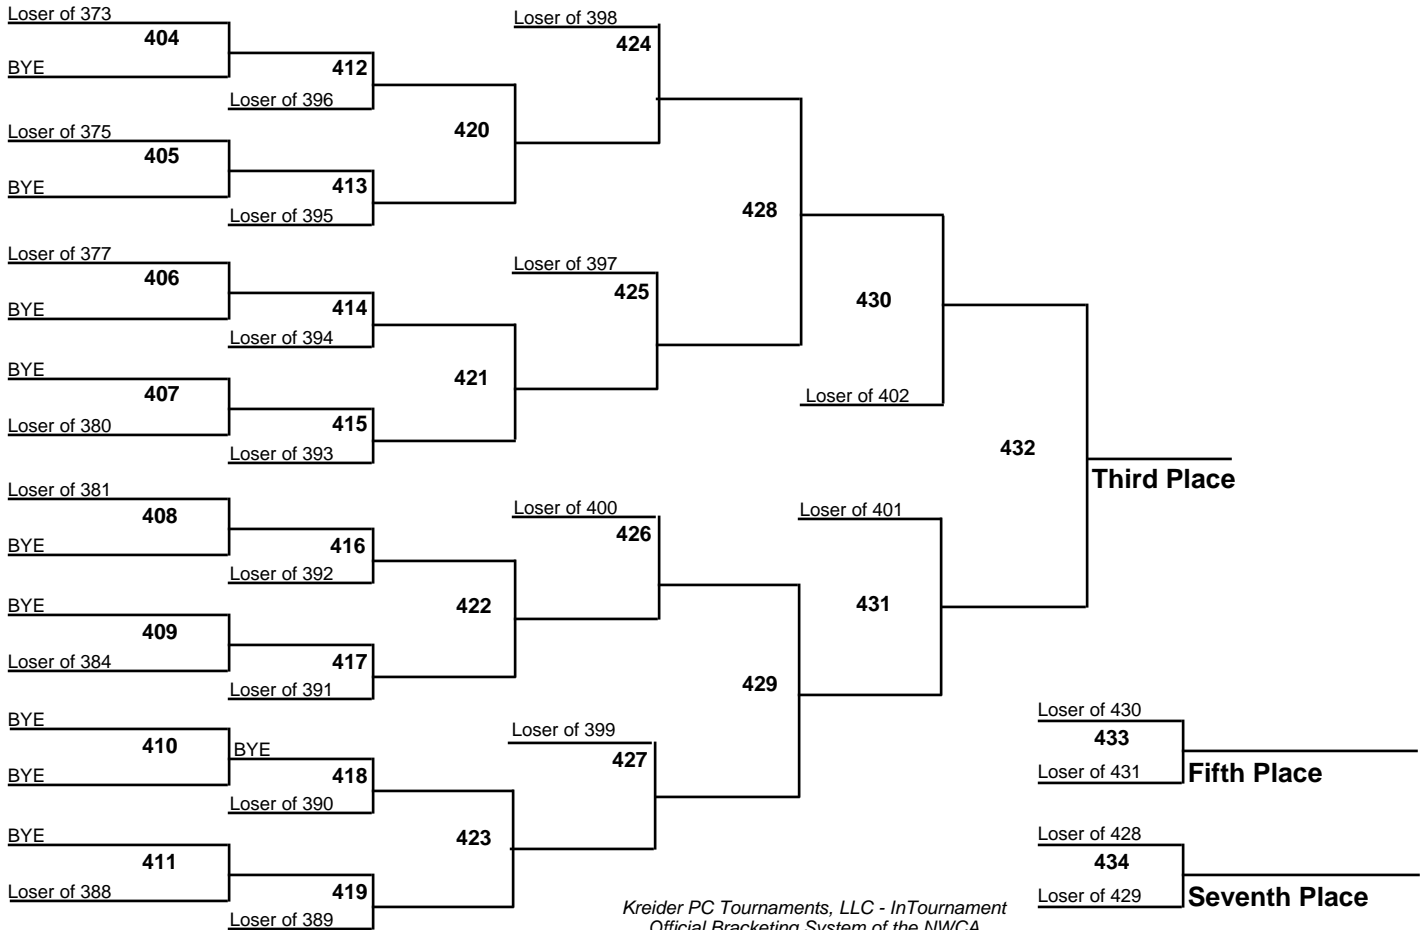 Loser of 373
404
BYE
412
Loser of 396
Loser of 375
405
BYE
413
Loser of 395
420
Loser of 398
424
Loser of 377
406
BYE
414
Loser of 394
BYE
407
Loser of 380
415
Loser of 393
421
Loser of 397
425
428
430
Loser of 402
Loser of 381
408
BYE
416
Loser of 392
BYE
409
Loser of 384
417
Loser of 391
422
Loser of 400
426
BYE
410
BYE
BYE
418
Loser of 390
BYE
411
Loser of 388
419
Loser of 389
423
Loser of 399
427
429
Loser of 401
431
432
Third Place
Loser of 430
433
Loser of 431
Fifth Place
Loser of 428
434
Loser of 429
Seventh Place
Kreider PC Tournaments, LLC - InTournament
Official Bracketing System of the NWCA